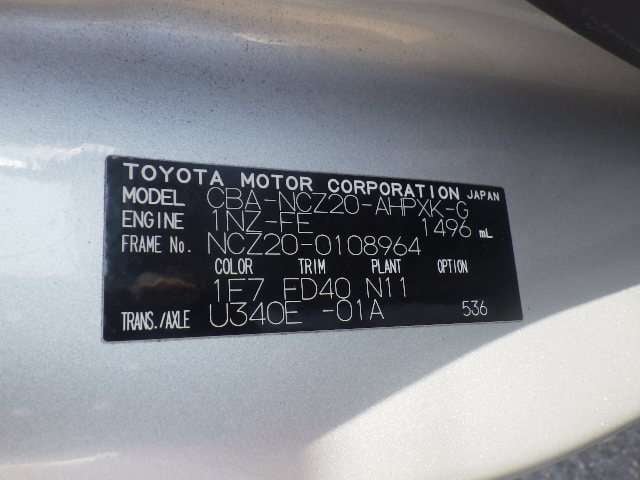 TOYOTA MOTOR CORPORATION JAPAN
MODEL CBA-NCZ20-AHPXK-G
ENGINE 1NZ-FE 1496 mL
FRAME No. NCZ20-0108964
COLOR TRIM PLANT OPTION
1F7 FD40 N11
TRANS./AXLE U340E -01A 536